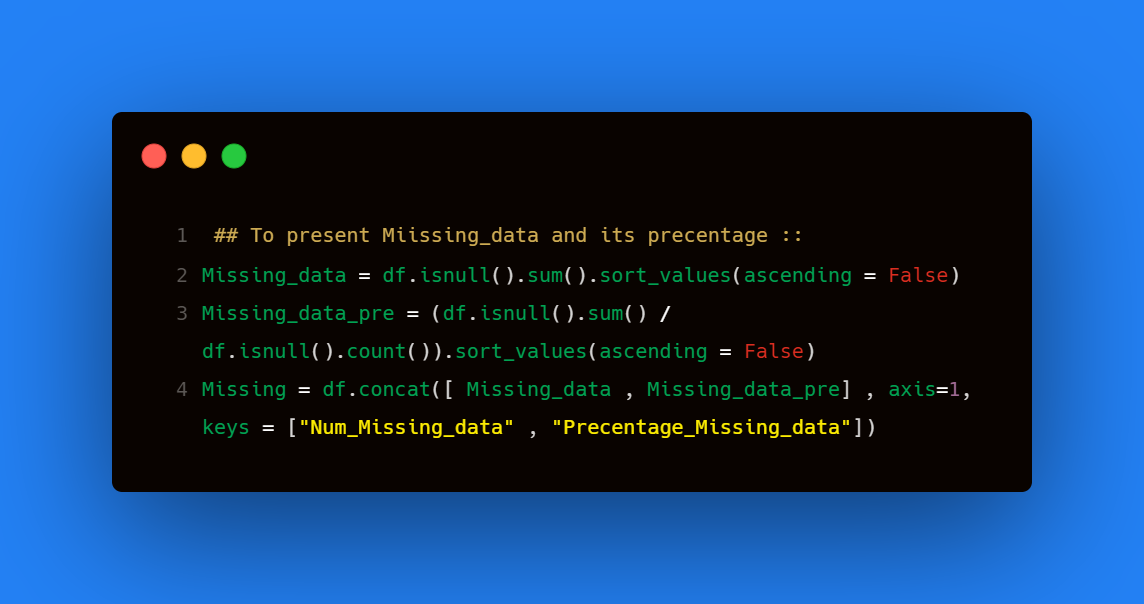 1 ## To present Miissing_data and its precentage ::
2 Missing_data = df.isnull().sum().sort_values(ascending = False)
3 Missing_data_pre = (df.isnull().sum() /
df.isnull().count()).sort_values(ascending = False)
4 Missing = df.concat([ Missing_data , Missing_data_pre] , axis=1,
keys = ["Num_Missing_data" , "Precentage_Missing_data"])